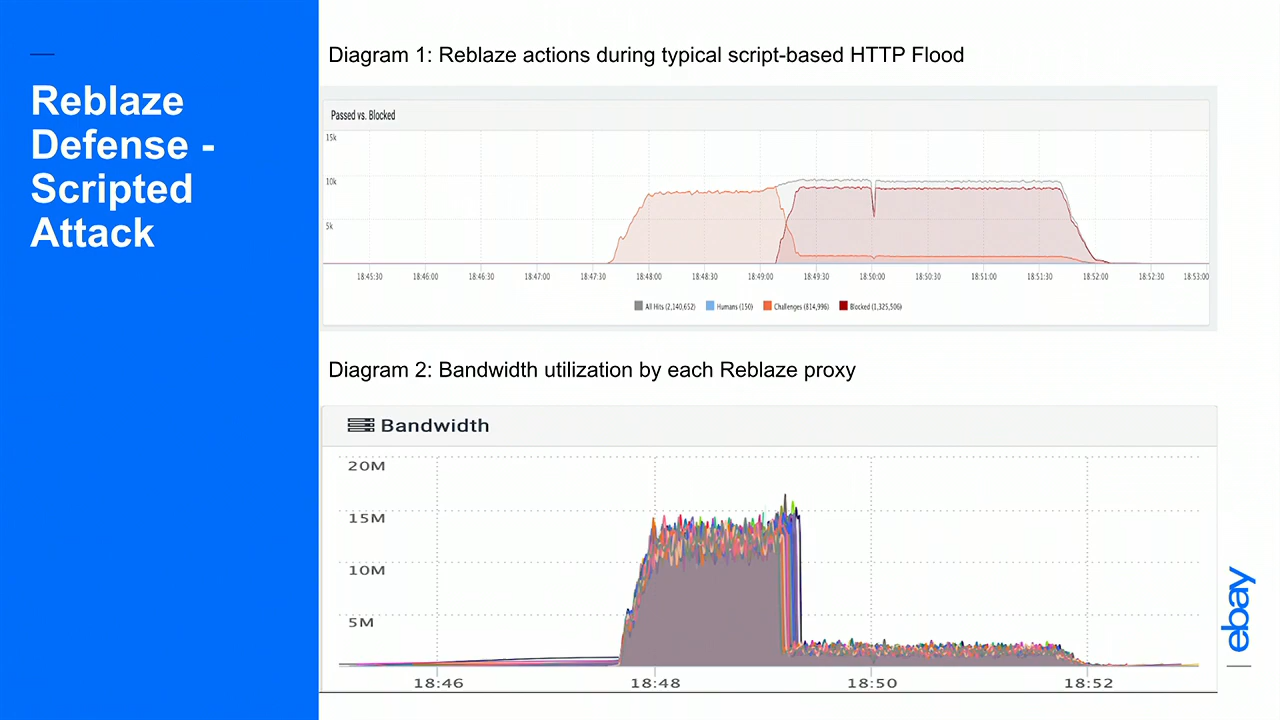 Reblaze
Defense -
Scripted
Attack
Diagram 1: Reblaze actions during typical script-based HTTP Flood
Passed vs. Blocked
15k
10k
5k
18:45:30 18:46:00 18:46:30 18:47:00 18:47:30 18:48:00 18:48:30 18:49:00 18:49:30 18:50:00 18:50:30 18:51:00 18:51:30 18:52:00 18:52:30 18:53:00
All Hits (2,140,652) Humans (150) Challenges (814,996) Blocked (1,325,506)
Diagram 2: Bandwidth utilization by each Reblaze proxy
Bandwidth
20M
15M
10M
5M
18:46 18:48 18:50 18:52
ebay